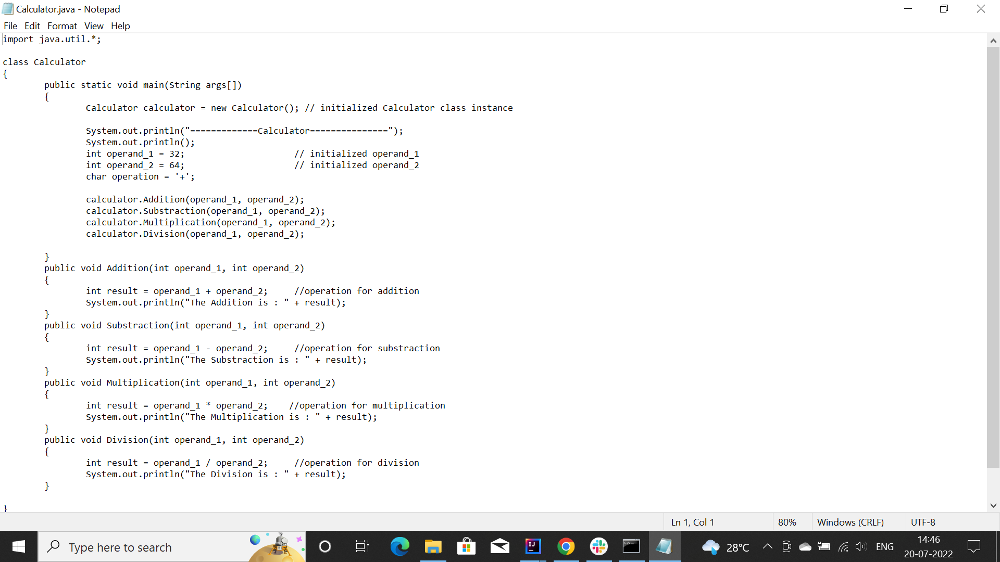 Calculator.java - Notepad
File Edit Format View Help
import java.util.*;
class Calculator
{
public static void main(String args[])
{
Calculator calculator = new Calculator(); // initialized Calculator class instance
System.out.println("=============Calculator===============");
System.out.println();
int operand_1 = 32; // initialized operand_1
int operand_2 = 64; // initialized operand_2
char operation = '+';
calculator.Addition(operand_1, operand_2);
calculator.Substraction(operand_1, operand_2);
calculator.Multiplication(operand_1, operand_2);
calculator.Division(operand_1, operand_2);
}
public void Addition(int operand_1, int operand_2)
{
int result = operand_1 + operand_2; //operation for addition
System.out.println("The Addition is : " + result);
}
public void Substraction(int operand_1, int operand_2)
{
int result = operand_1 - operand_2; //operation for substraction
System.out.println("The Substraction is : " + result);
}
public void Multiplication(int operand_1, int operand_2)
{
int result = operand_1 * operand_2; //operation for multiplication
System.out.println("The Multiplication is : " + result);
}
public void Division(int operand_1, int operand_2)
{
int result = operand_1 / operand_2; //operation for division
System.out.println("The Division is : " + result);
}
}
Ln 1, Col 1 80% Windows (CRLF) UTF-8
Type here to search
IJ
C:\.
28°C
ENG
14:46
20-07-2022